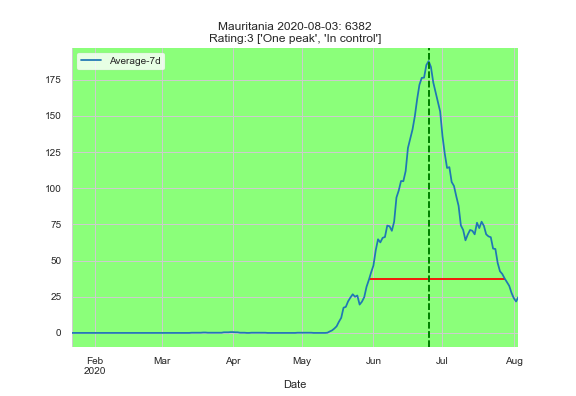 Mauritania 2020-08-03: 6382
Rating:3 ['One peak', 'In control']
Average-7d
175
150
125
100
75
50
25
0
Feb
2020
Mar
Apr
May
Jun
Jul
Aug
Date